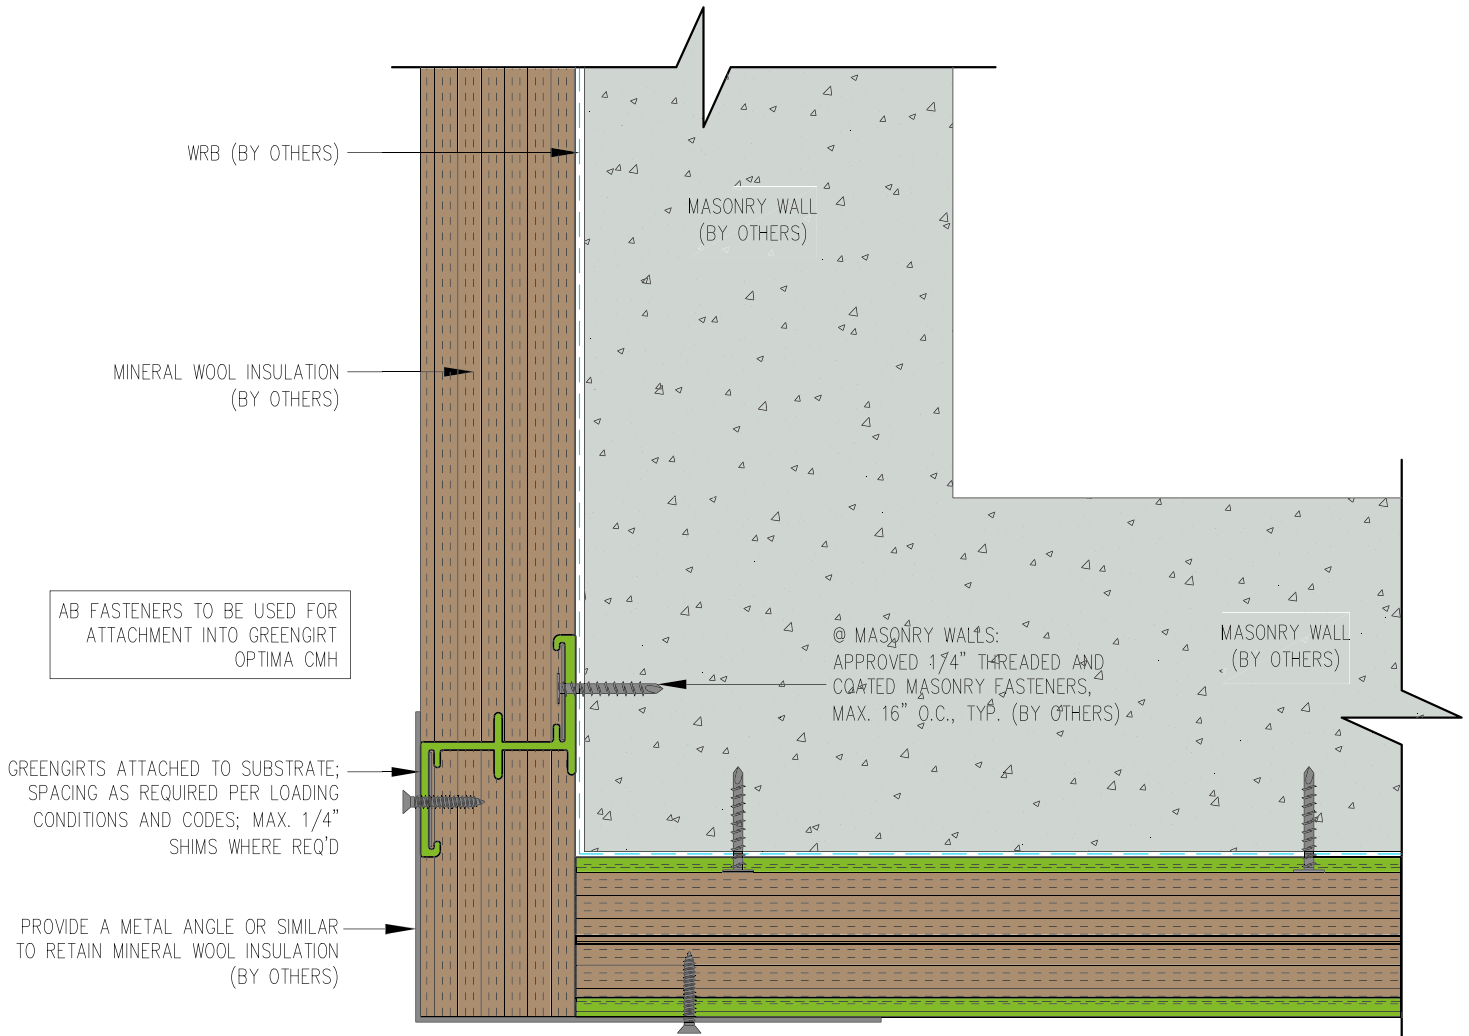 WRB (BY OTHERS)
MASONRY WALL
(BY OTHERS)
MINERAL WOOL INSULATION
(BY OTHERS)
AB FASTENERS TO BE USED FOR
ATTACHMENT INTO GREENGIRT
OPTIMA CMH
@ MASONRY WALLS:
APPROVED 1/4" THREADED AND
COATED MASONRY FASTENERS,
MAX. 16" O.C., TYP. (BY OTHERS)
MASONRY WALL
(BY OTHERS)
GREENGIRTS ATTACHED TO SUBSTRATE;
SPACING AS REQUIRED PER LOADING
CONDITIONS AND CODES; MAX. 1/4"
SHIMS WHERE REQ'D
PROVIDE A METAL ANGLE OR SIMILAR
TO RETAIN MINERAL WOOL INSULATION
(BY OTHERS)